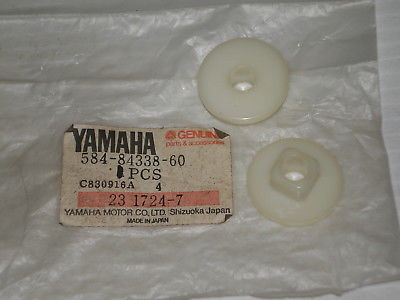 YAMAHA GENUINE
parts & accessories
584-84338-60
1 PCS
C830916A 4
23 1724-7
YAMAHA MOTOR CO., LTD. Shizuoka Japan
MADE IN JAPAN